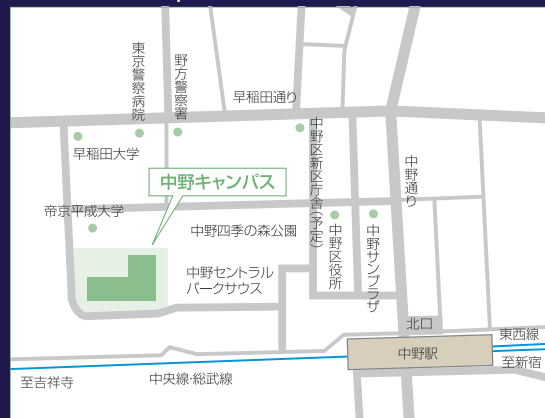 東京警察病院
野方警察署
早稲田通り
早稲田大学
中野区新区庁舎(予定)
中野通り
中野キャンパス
帝京平成大学
中野四季の森公園
中野区役所
中野サンプラザ
中野セントラル
パークサウス
北口
東西線
中野駅
至新宿
中央線・総武線
至吉祥寺